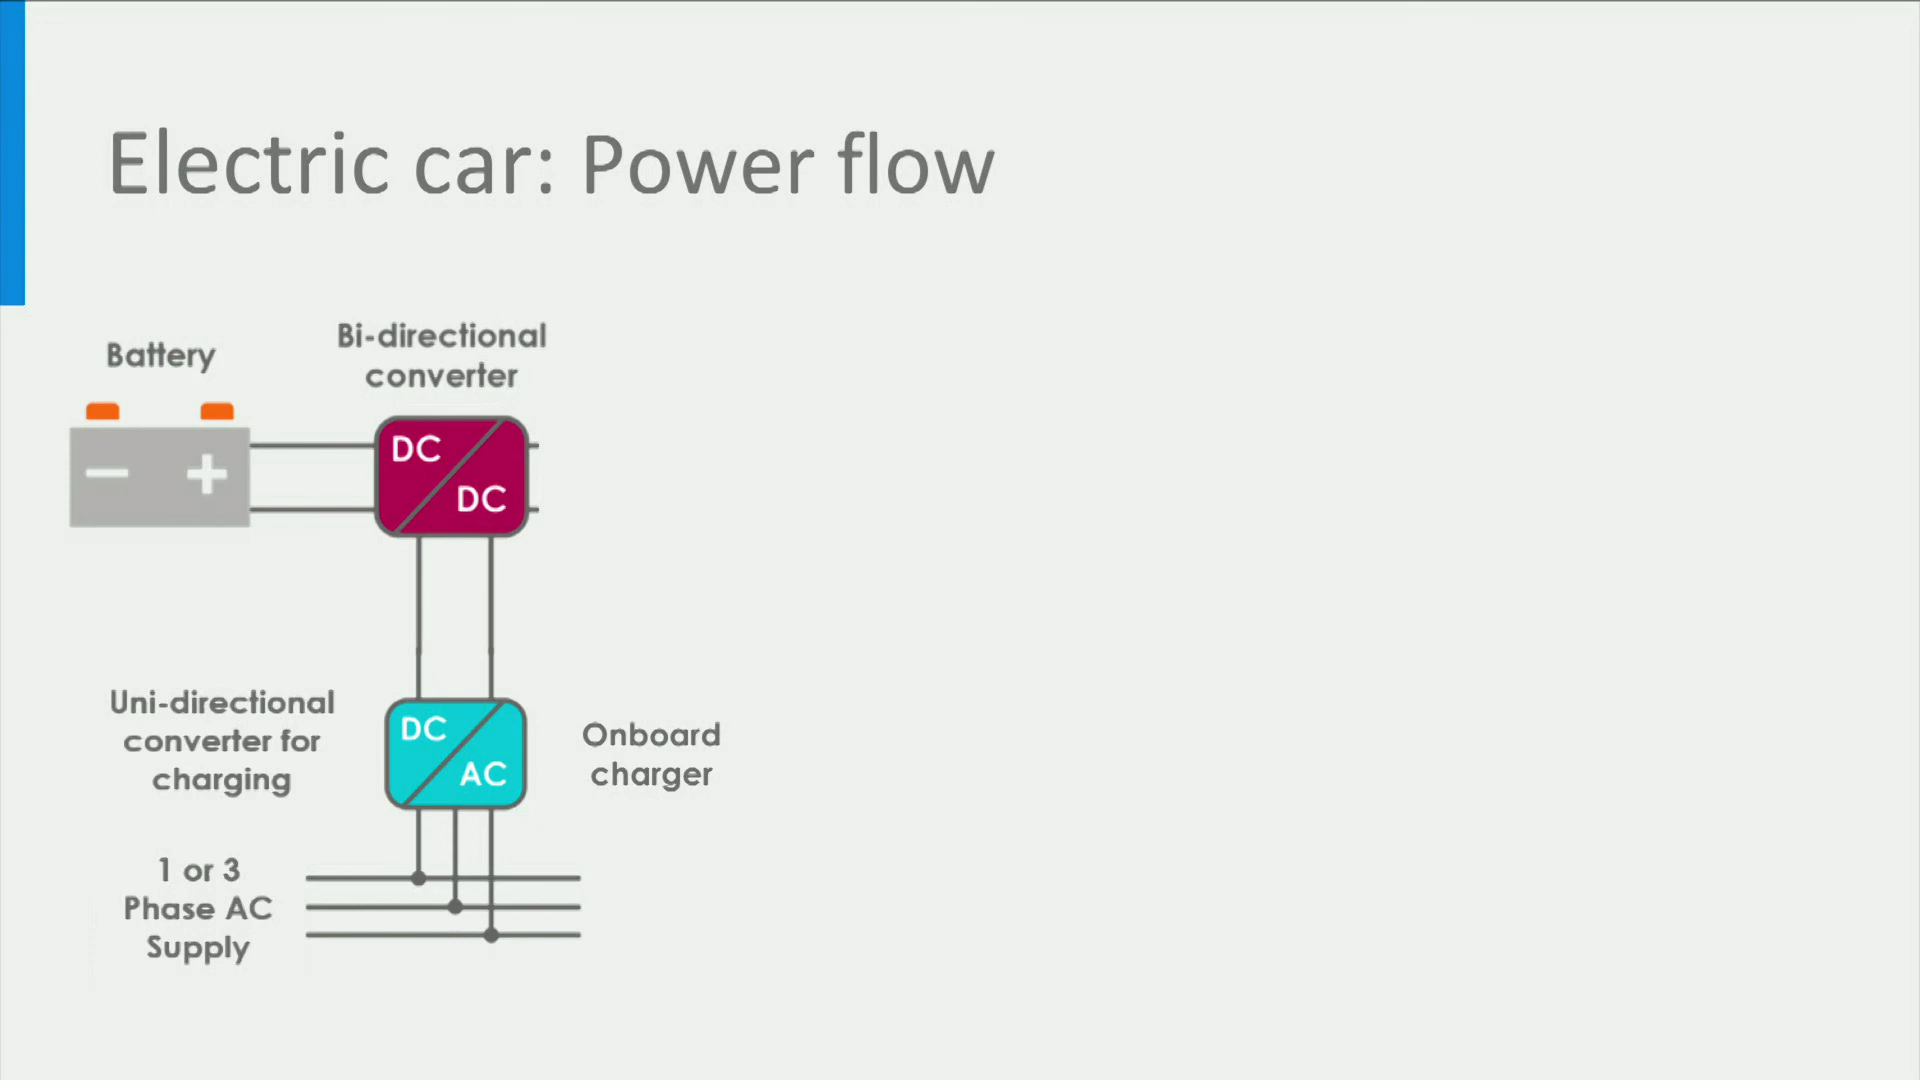 Electric car: Power flow
Battery
Bi-directional
converter
− +
DC
DC
Uni-directional
converter for
charging
DC
AC
Onboard
charger
1 or 3
Phase AC
Supply